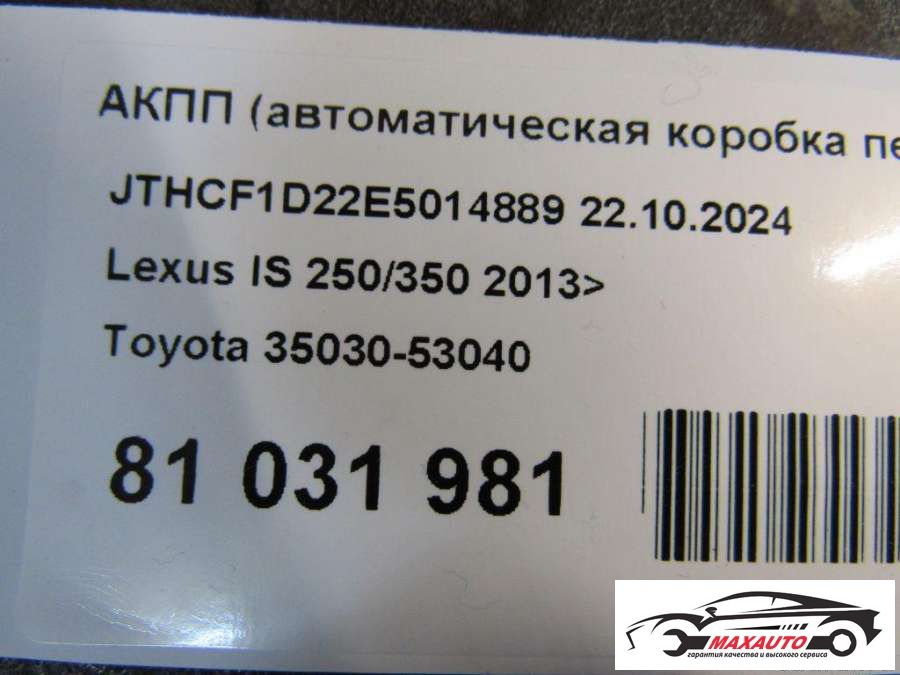 АКПП (автоматическая коробка пе
JTHCF1D22E5014889 22.10.2024
Lexus IS 250/350 2013>
Toyota 35030-53040
81 031 981
MAXAUTO
гарантия качества и высокого сервиса